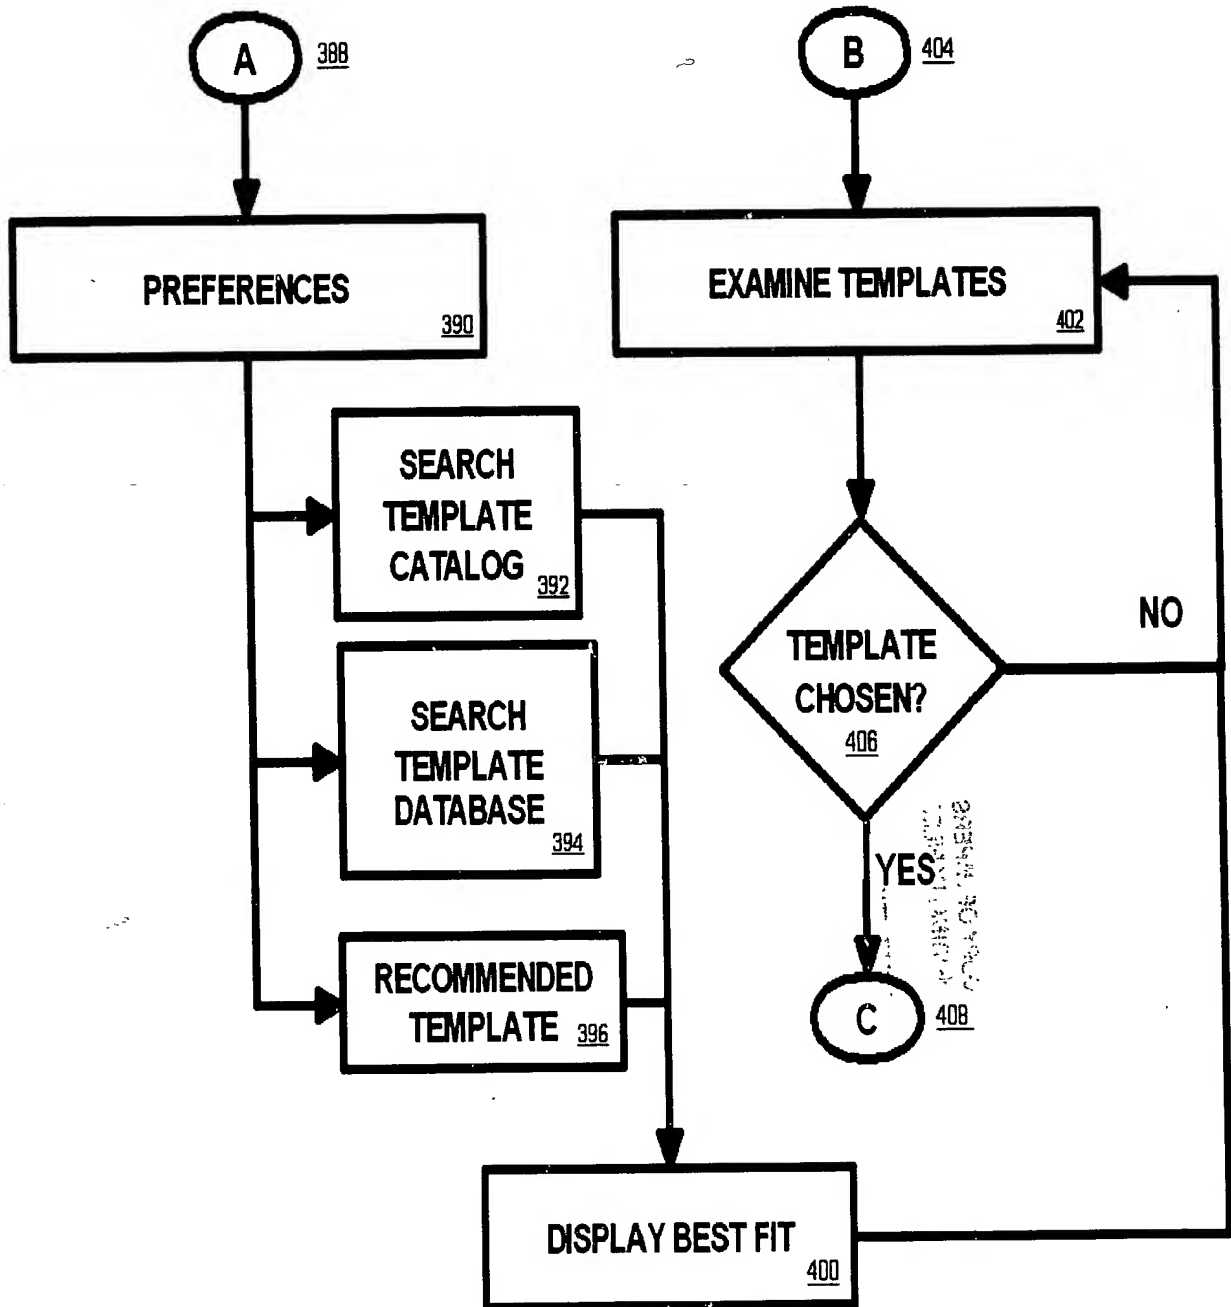 A
388
PREFERENCES
390
SEARCH
TEMPLATE
CATALOG
392
SEARCH
TEMPLATE
DATABASE
394
RECOMMENDED
TEMPLATE
396
DISPLAY BEST FIT
400
B
404
EXAMINE TEMPLATES
402
TEMPLATE
CHOSEN?
406
NO
YES
C
408